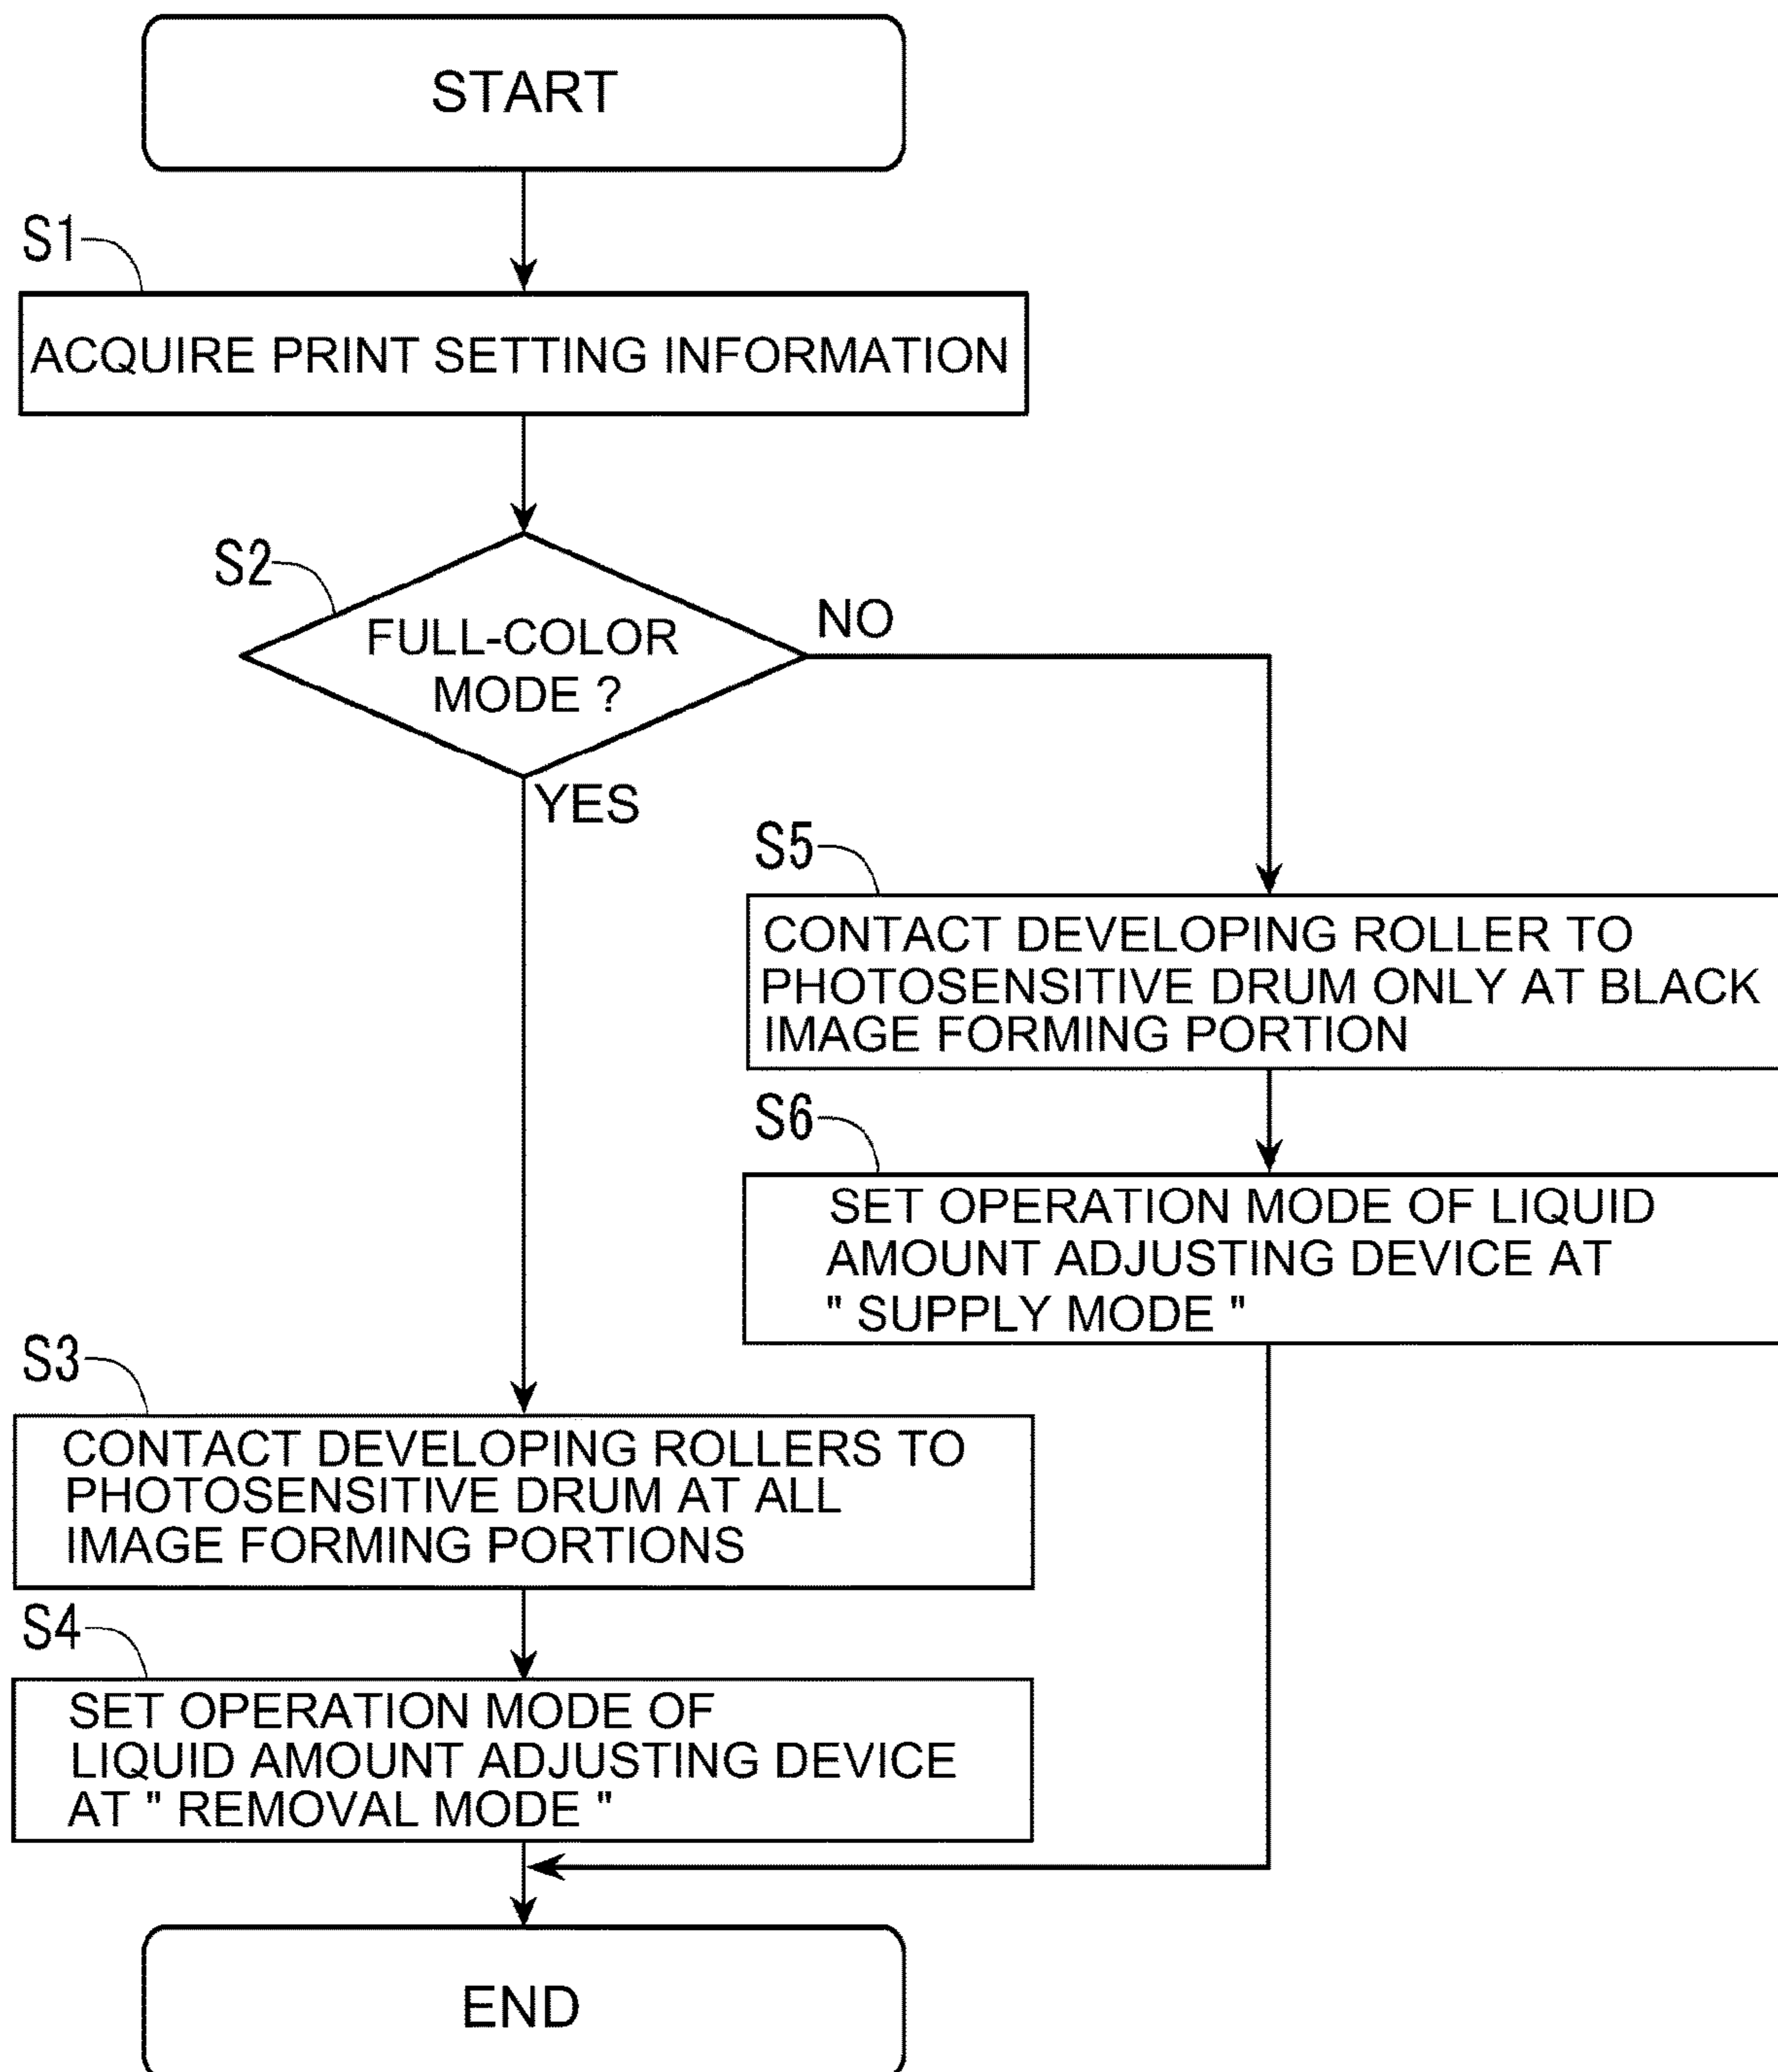 START
S1
ACQUIRE PRINT SETTING INFORMATION
S2
FULL-COLOR
MODE ?
NO
YES
S5
CONTACT DEVELOPING ROLLER TO
PHOTOSENSITIVE DRUM ONLY AT BLACK
IMAGE FORMING PORTION
S6
SET OPERATION MODE OF LIQUID
AMOUNT ADJUSTING DEVICE AT
" SUPPLY MODE "
S3
CONTACT DEVELOPING ROLLERS TO
PHOTOSENSITIVE DRUM AT ALL
IMAGE FORMING PORTIONS
S4
SET OPERATION MODE OF
LIQUID AMOUNT ADJUSTING DEVICE
AT " REMOVAL MODE "
END